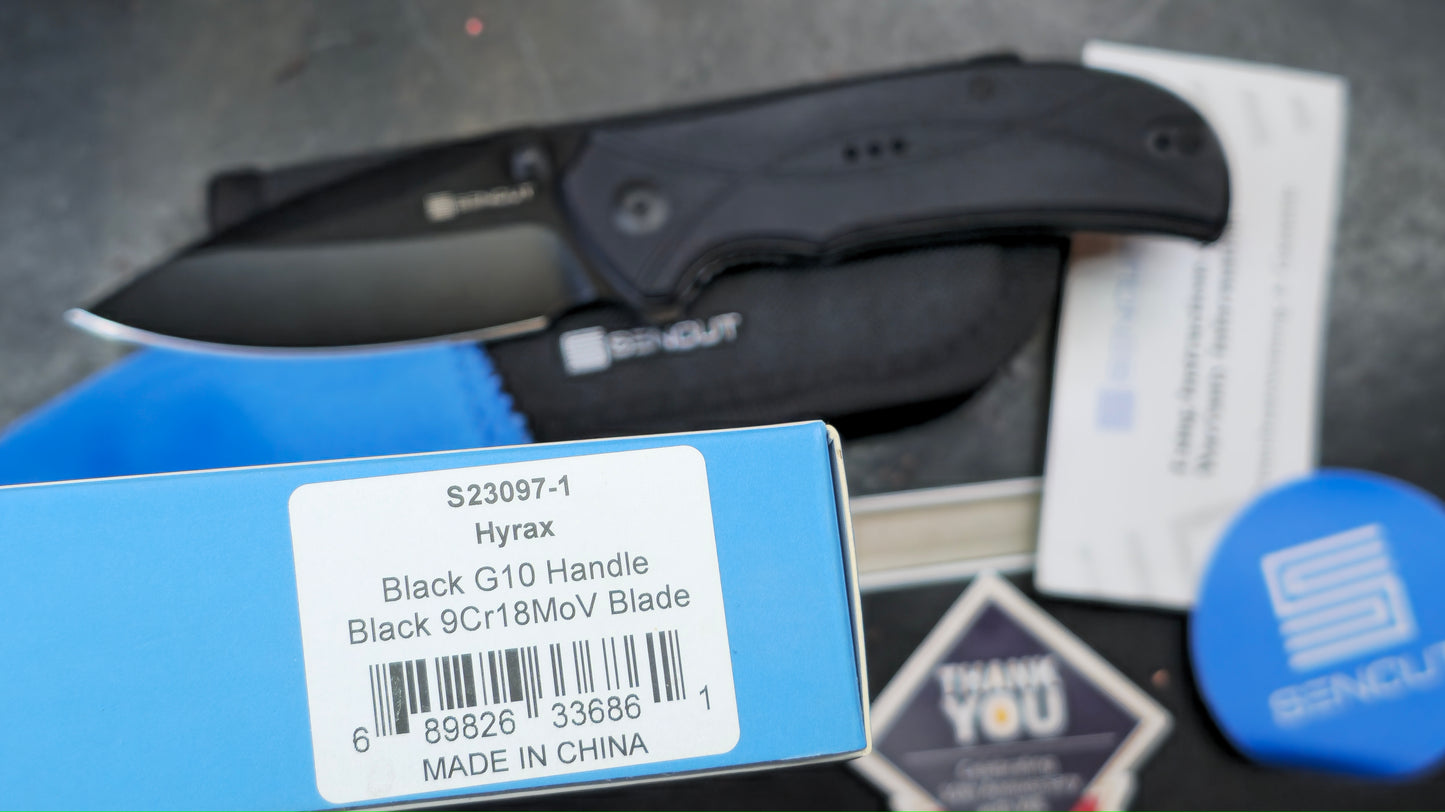 SENCUT
SENCUT
S23097-1
Hyrax
Black G10 Handle
Black 9Cr18MoV Blade
6 89826 33686 1
MADE IN CHINA
SENCUT
THANK
YOU
SENCUT